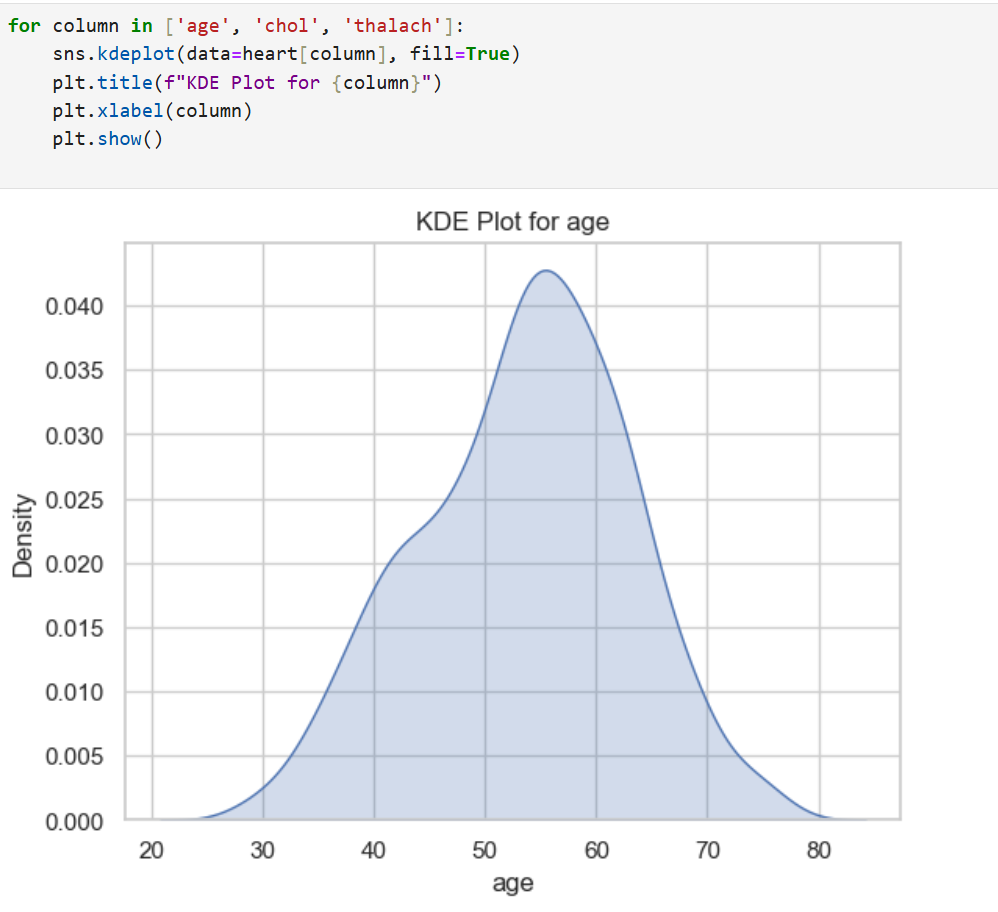 for column in ['age', 'chol', 'thalach']:
    sns.kdeplot(data=heart[column], fill=True)
    plt.title(f"KDE Plot for {column}")
    plt.xlabel(column)
    plt.show()
KDE Plot for age
0.040
0.035
0.030
0.025
0.020
0.015
0.010
0.005
0.000
Density
20 30 40 50 60 70 80
age